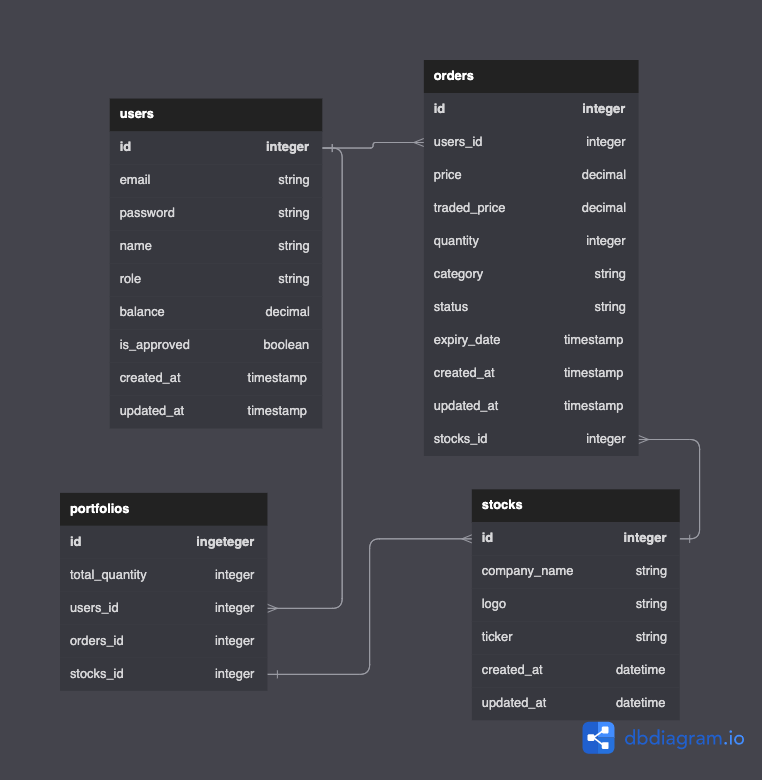 users
id integer
email string
password string
name string
role string
balance decimal
is_approved boolean
created_at timestamp
updated_at timestamp
orders
id integer
users_id integer
price decimal
traded_price decimal
quantity integer
category string
status string
expiry_date timestamp
created_at timestamp
updated_at timestamp
stocks_id integer
portfolios
id ingeteger
total_quantity integer
users_id integer
orders_id integer
stocks_id integer
stocks
id integer
company_name string
logo string
ticker string
created_at datetime
updated_at datetime
dbdiagram.io